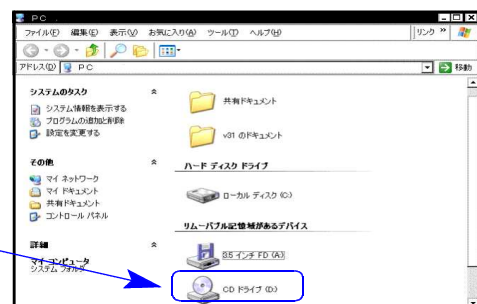 PC
ファイル(F) 編集(E) 表示(V) お気に入り(A) ツール(T) ヘルプ(H) リンク »
アドレス(D) PC 移動
システムのタスク
システム情報を表示する
プログラムの追加と削除
設定を変更する
その他
マイ ネットワーク
マイ ドキュメント
共有ドキュメント
コントロール パネル
詳細
マイ コンピュータ
システム フォルダ
共有ドキュメント
v31 のドキュメント
ハード ディスク ドライブ
ローカル ディスク (C:)
リムーバブル記憶域があるデバイス
3.5 インチ FD (A:)
CD ドライブ (D:)